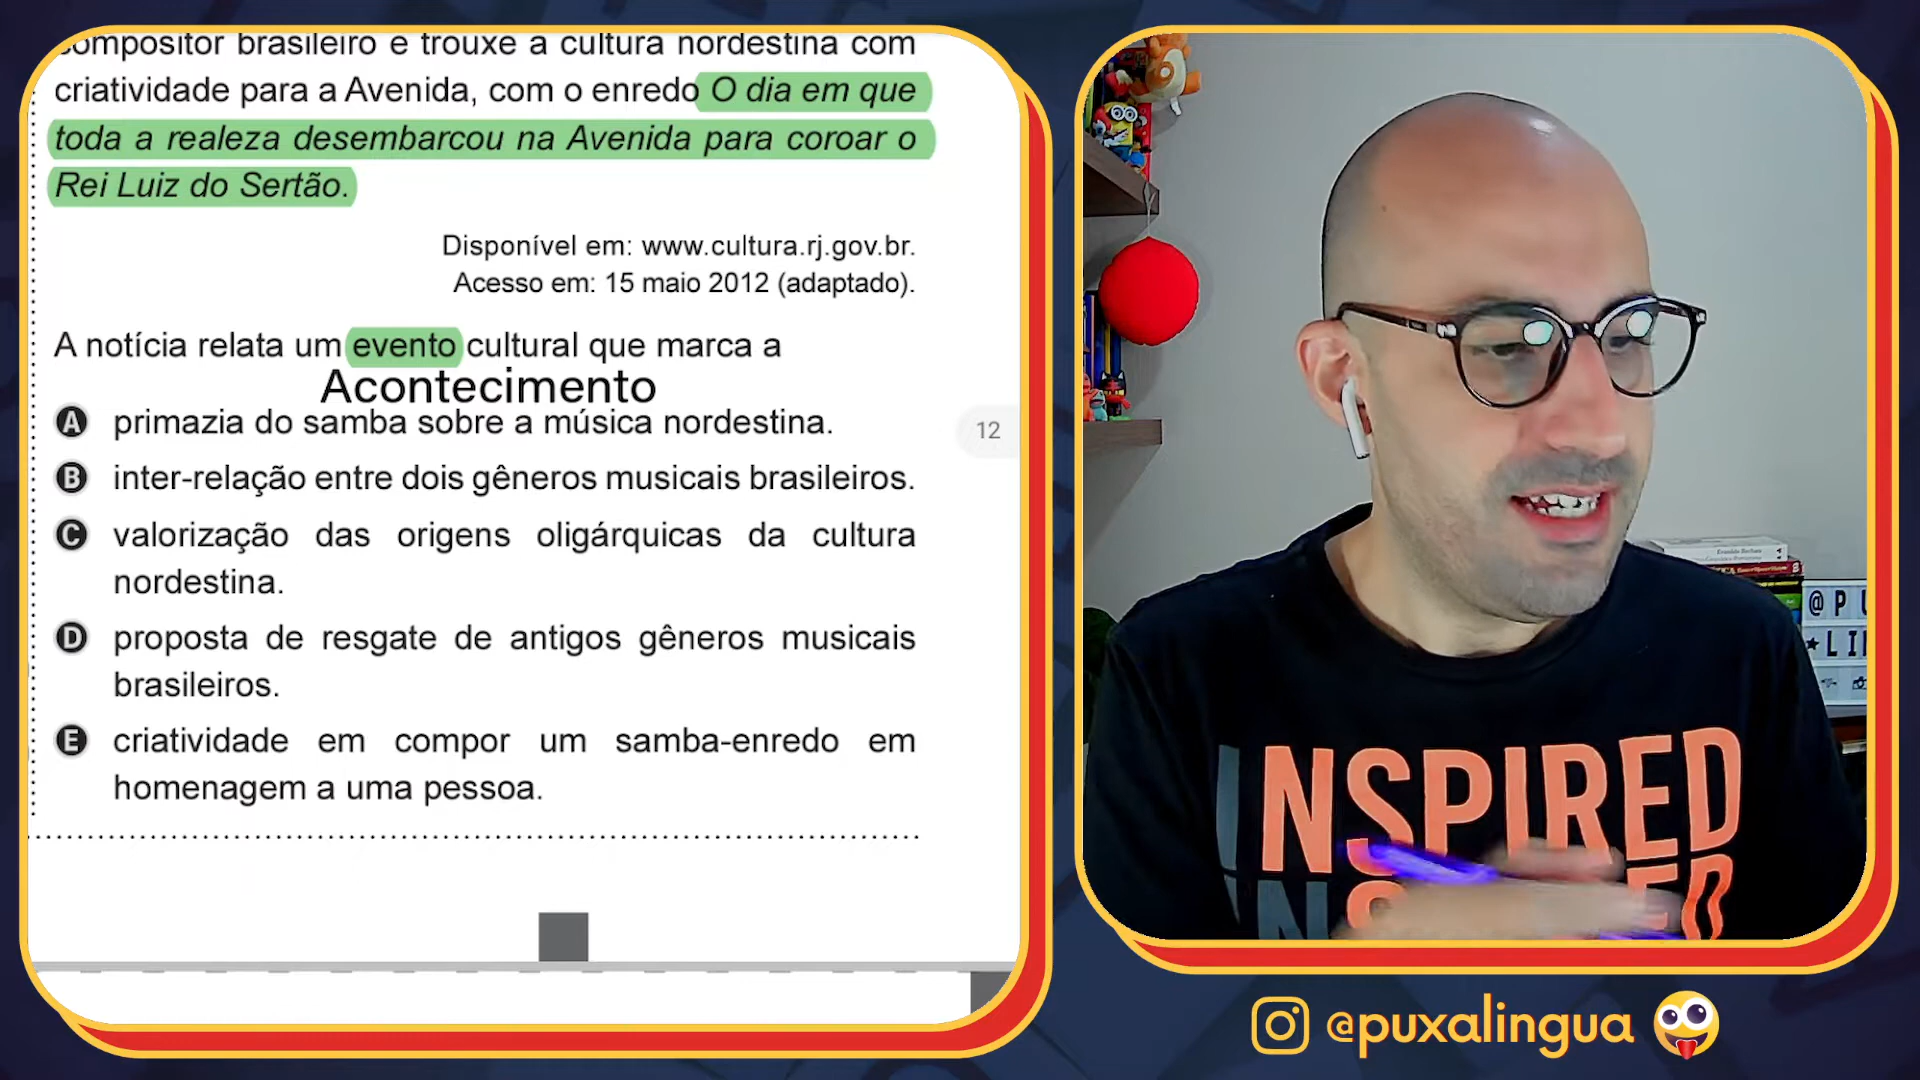 compositor brasileiro e trouxe a cultura nordestina com
criatividade para a Avenida, com o enredo O dia em que
toda a realeza desembarcou na Avenida para coroar o
Rei Luiz do Sertão.
Disponível em: www.cultura.rj.gov.br.
Acesso em: 15 maio 2012 (adaptado).
A notícia relata um evento cultural que marca a
Acontecimento
A primazia do samba sobre a música nordestina.
B inter-relação entre dois gêneros musicais brasileiros.
C valorização das origens oligárquicas da cultura
nordestina.
D proposta de resgate de antigos gêneros musicais
brasileiros.
E criatividade em compor um samba-enredo em
homenagem a uma pessoa.
12
INSPIRED
@PU
LI
@puxalingua